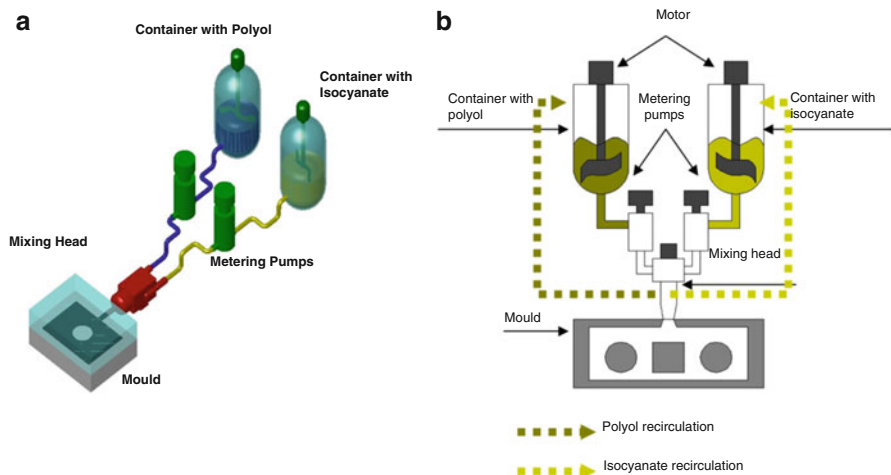 a
Container with Polyol
Container with
Isocyanate
Mixing Head
Metering Pumps
Mould
b
Motor
Container with
polyol
Metering
pumps
Container with
isocyanate
Mixing head
Mould
Polyol recirculation
Isocyanate recirculation